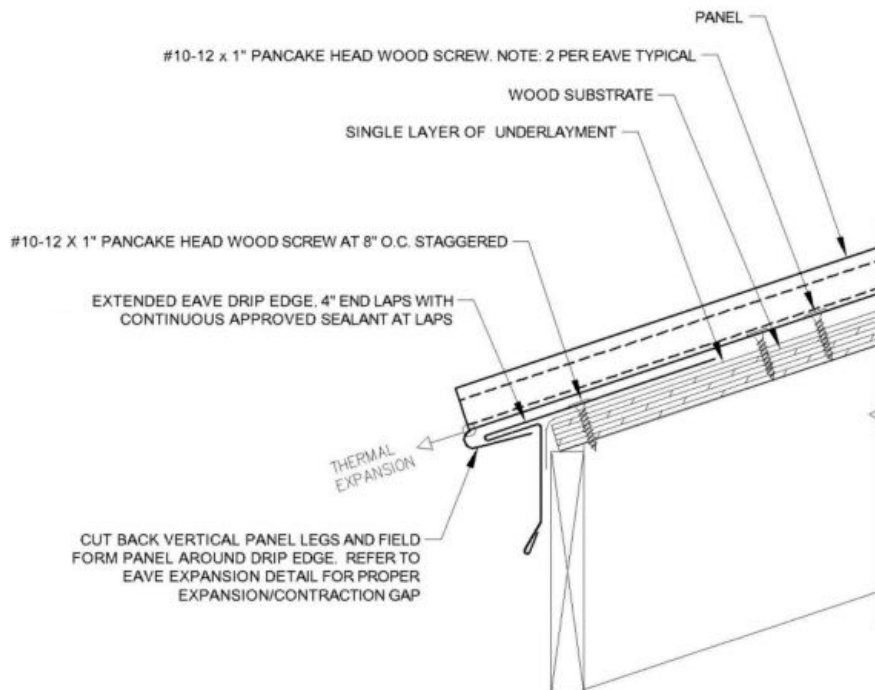 PANEL
#10-12 x 1" PANCAKE HEAD WOOD SCREW. NOTE: 2 PER EAVE TYPICAL
WOOD SUBSTRATE
SINGLE LAYER OF UNDERLAYMENT
#10-12 X 1" PANCAKE HEAD WOOD SCREW AT 8" O.C. STAGGERED
EXTENDED EAVE DRIP EDGE, 4" END LAPS WITH
CONTINUOUS APPROVED SEALANT AT LAPS
THERMAL
EXPANSION
CUT BACK VERTICAL PANEL LEGS AND FIELD
FORM PANEL AROUND DRIP EDGE. REFER TO
EAVE EXPANSION DETAIL FOR PROPER
EXPANSION/CONTRACTION GAP